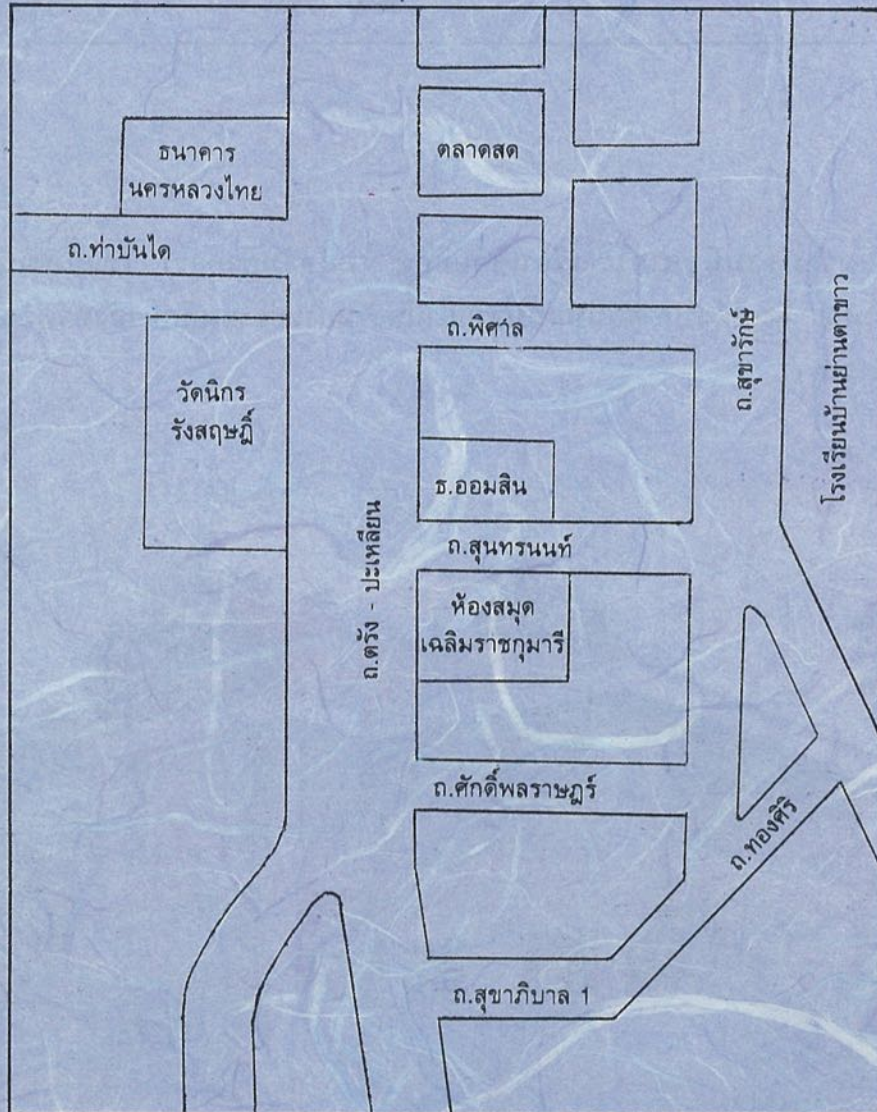 ธนาคาร
นครหลวงไทย
ตลาดสด
ถ.ท่าบันได
ถ.พิศาล
วัดนิกร
รังสฤษฎิ์
ถ.สุขารักษ์
โรงเรียนบ้านย่านตาขาว
ธ.ออมสิน
ถ.ตรัง - ปะเหลียน
ถ.สุนทรนนท์
ห้องสมุด
เฉลิมราชกุมารี
ถ.ศักดิ์พลราษฎร์
ถ.ทองศิริ
ถ.สุขาภิบาล 1